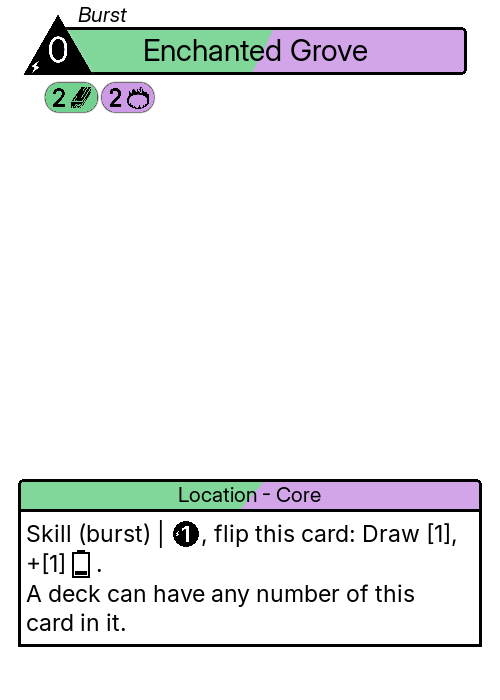 Burst
0
Enchanted Grove
2 2
Location - Core
Skill (burst) | 1, flip this card: Draw [1],
+[1] .
A deck can have any number of this
card in it.